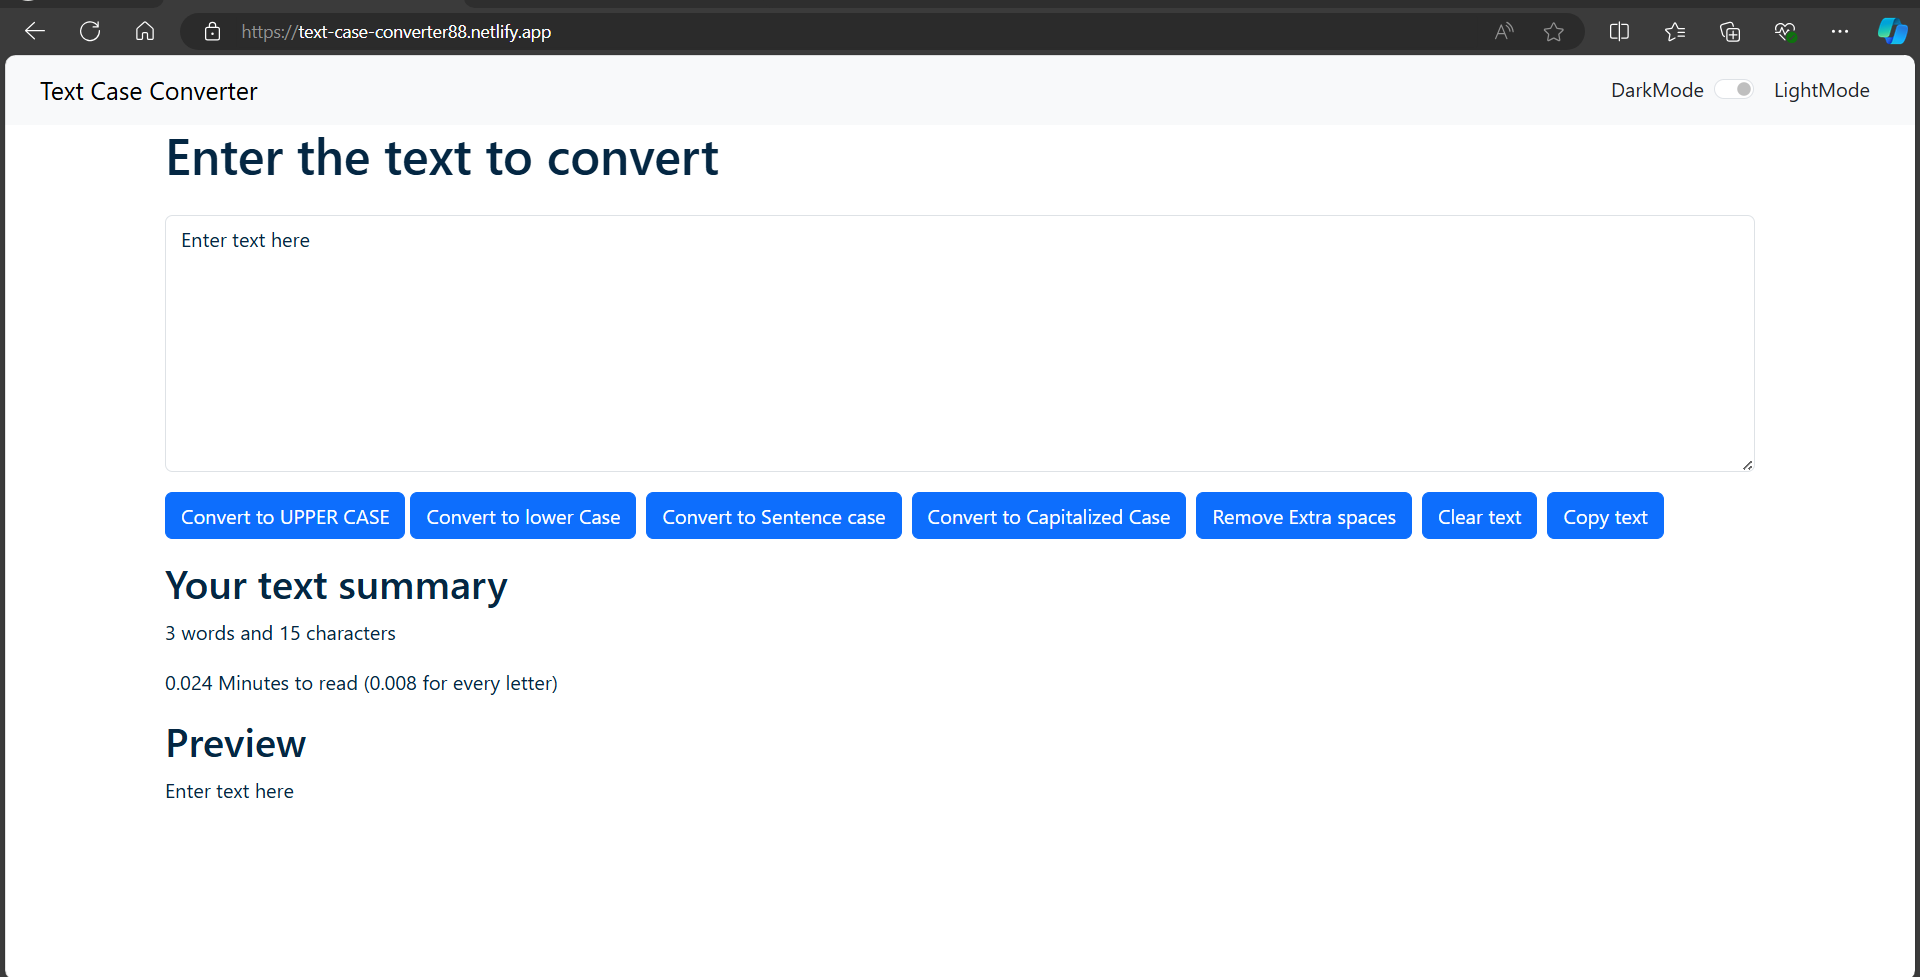 https://text-case-converter88.netlify.app
Text Case Converter DarkMode LightMode
Enter the text to convert
Enter text here
Convert to UPPER CASE Convert to lower Case Convert to Sentence case Convert to Capitalized Case Remove Extra spaces Clear text Copy text
Your text summary
3 words and 15 characters
0.024 Minutes to read (0.008 for every letter)
Preview
Enter text here